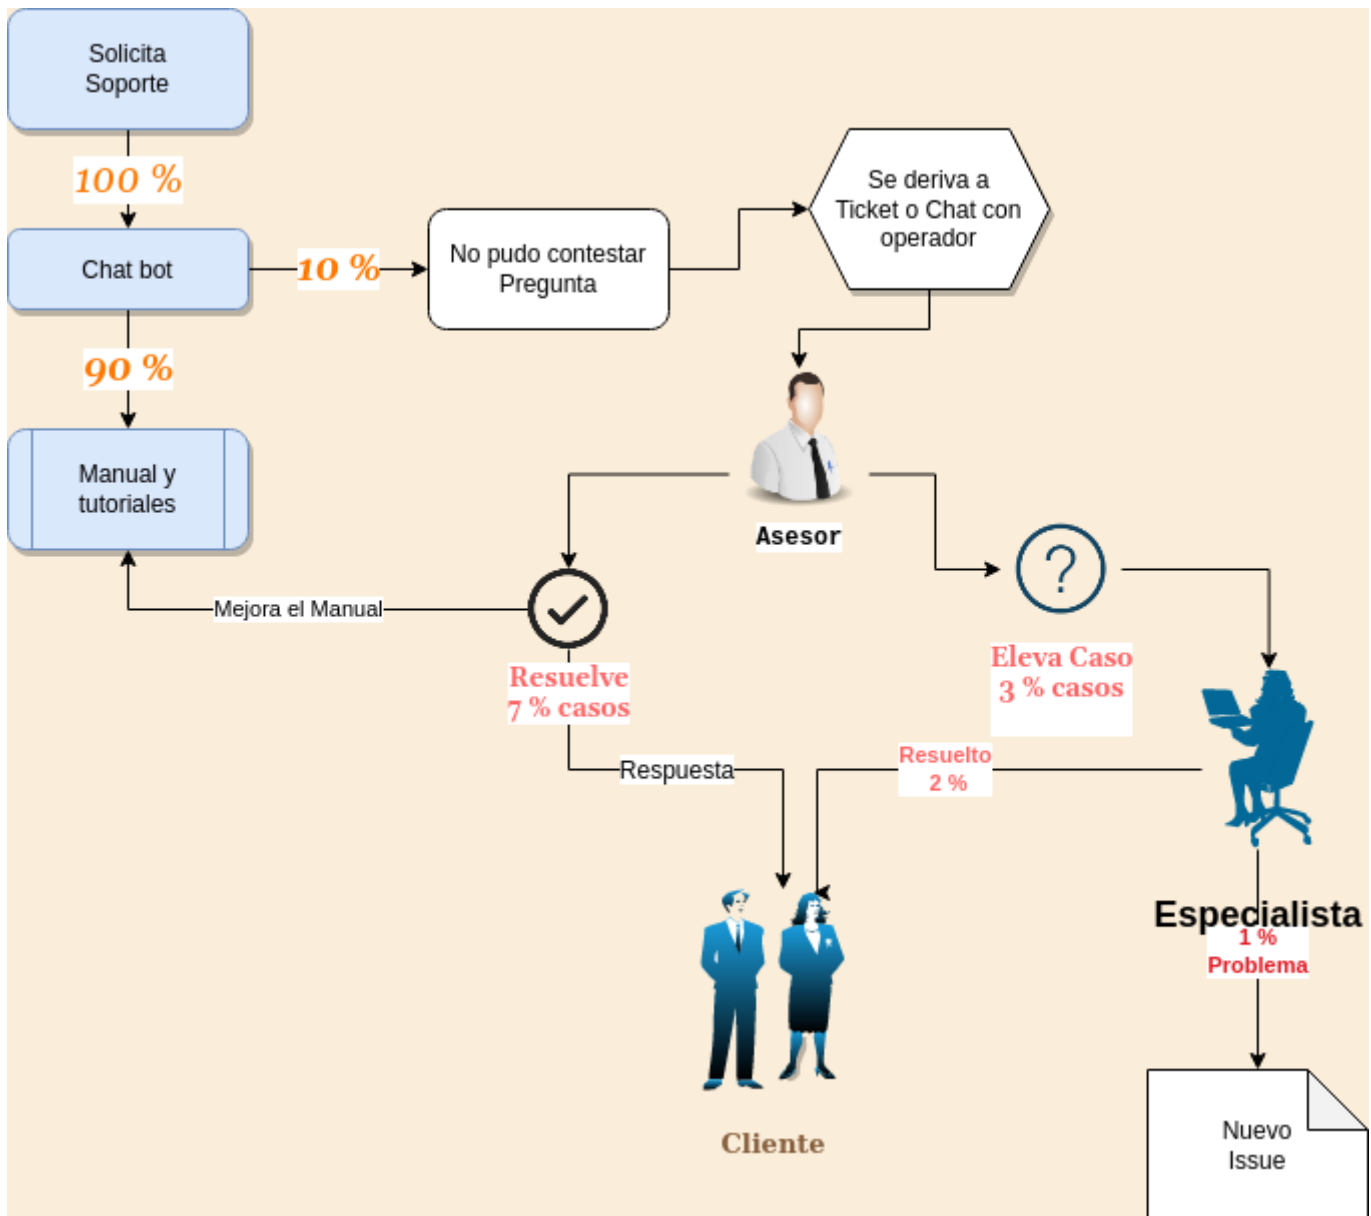 Solicita
Soporte
100 %
Chat bot
10 %
No pudo contestar
Pregunta
Se deriva a
Ticket o Chat con
operador
90 %
Manual y
tutoriales
Asesor
Mejora el Manual
Resuelve
7 % casos
Eleva Caso
3 % casos
Respuesta
Resuelto
2 %
Especialista
1 %
Problema
Cliente
Nuevo
Issue